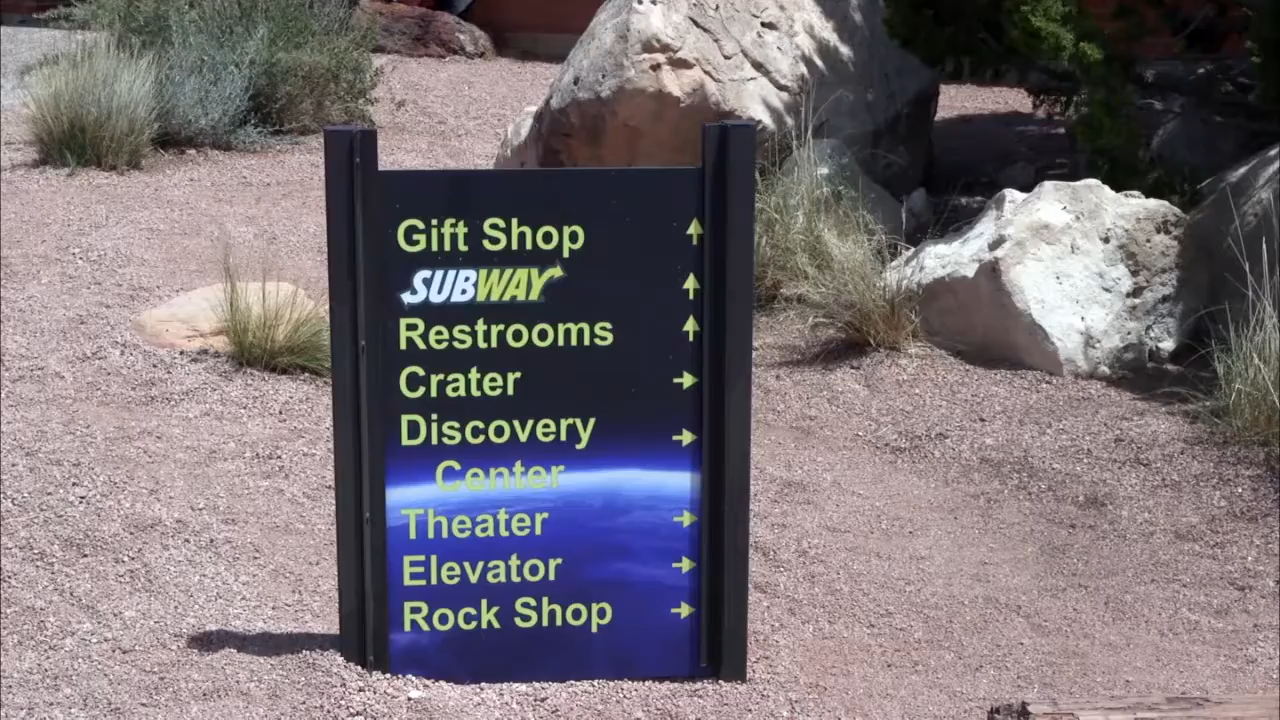 Gift Shop ↑
SUBWAY ↑
Restrooms ↑
Crater →
Discovery →
Center
Theater →
Elevator →
Rock Shop →